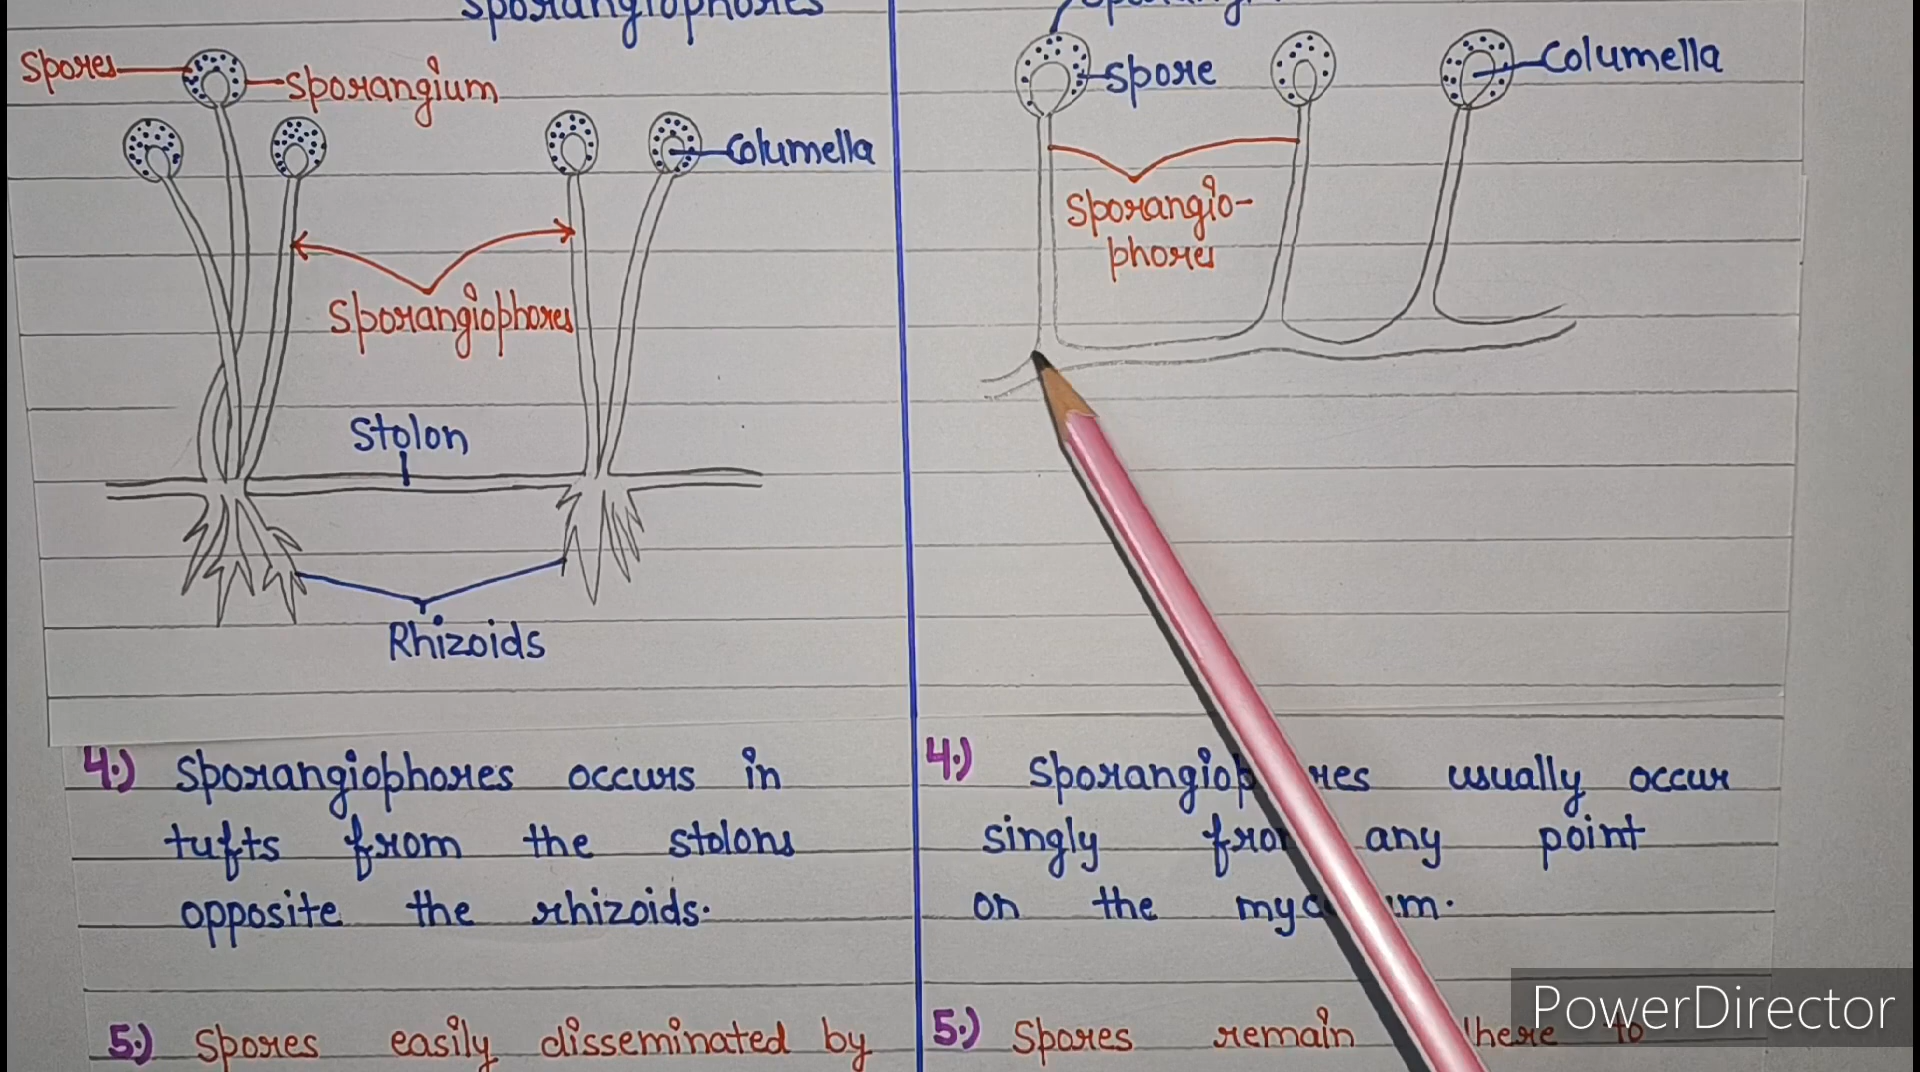 Sporangiophores
Spores
Sporangium
Columella
Sporangiophores
Stolon
Rhizoids
4.) Sporangiophores occurs in
tufts from the stolons
opposite the rhizoids.
5.) Spores easily disseminated by
Spore
Columella
Sporangio-
phores
4.) usually occur
singly any point
on the
5.) Spores remain to
PowerDirector